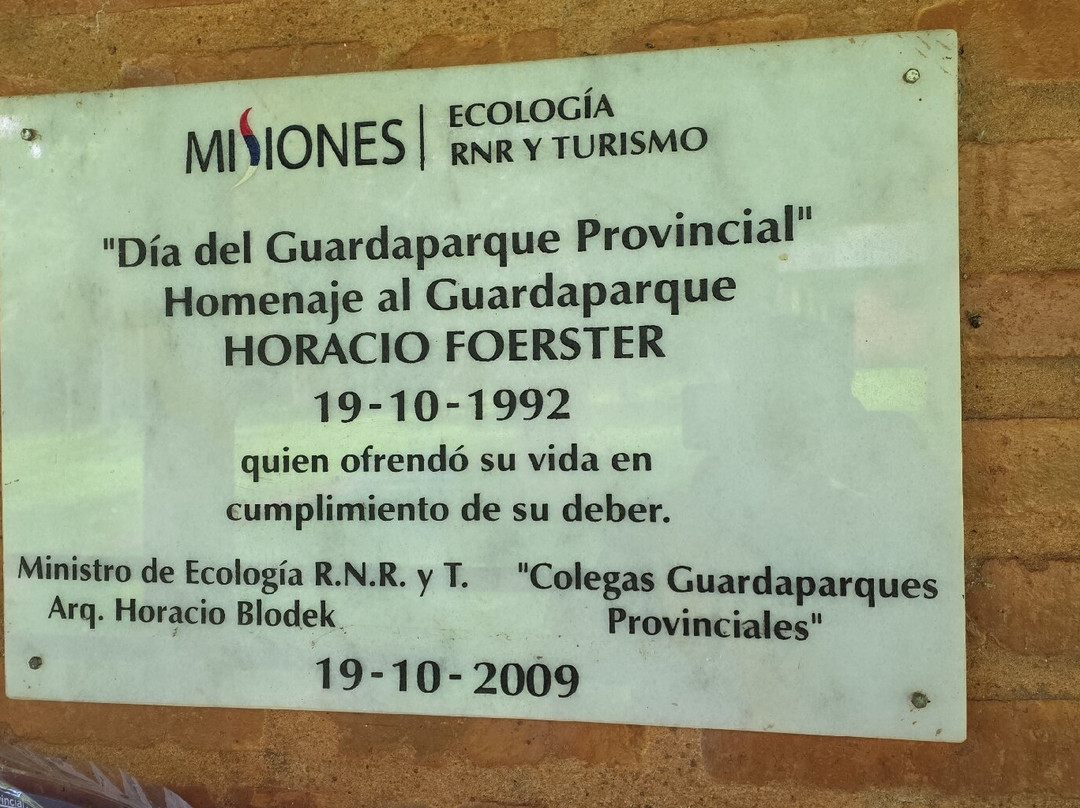 MISIONES | ECOLOGÍA
RNR Y TURISMO
"Día del Guardaparque Provincial"
Homenaje al Guardaparque
HORACIO FOERSTER
19-10-1992
quien ofrendó su vida en
cumplimiento de su deber.
Ministro de Ecología R.N.R. y T.
Arq. Horacio Blodek
"Colegas Guardaparques
Provinciales"
19-10-2009